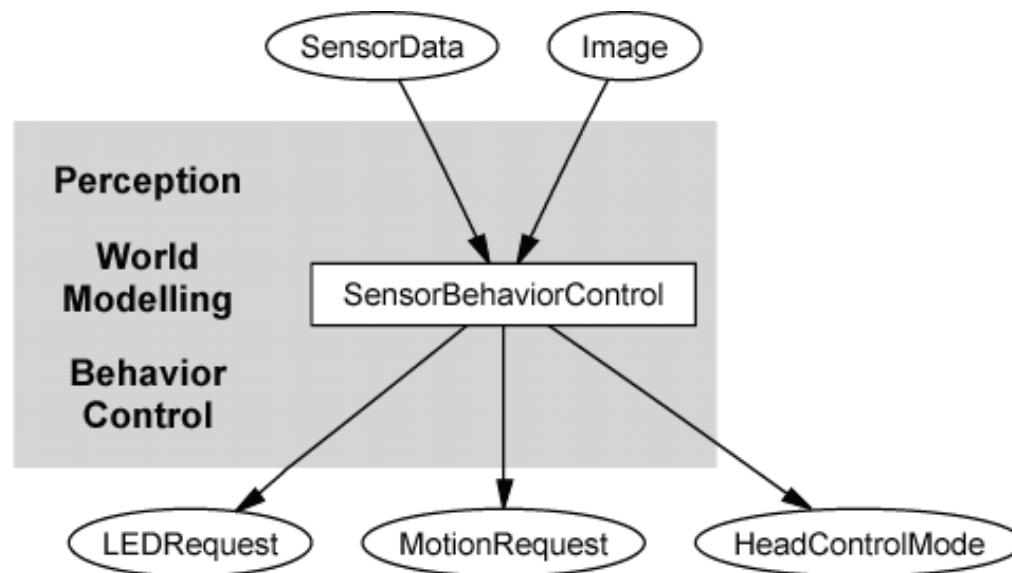 SensorData
Image
Perception
World
Modelling
SensorBehaviorControl
Behavior
Control
LEDRequest
MotionRequest
HeadControlMode